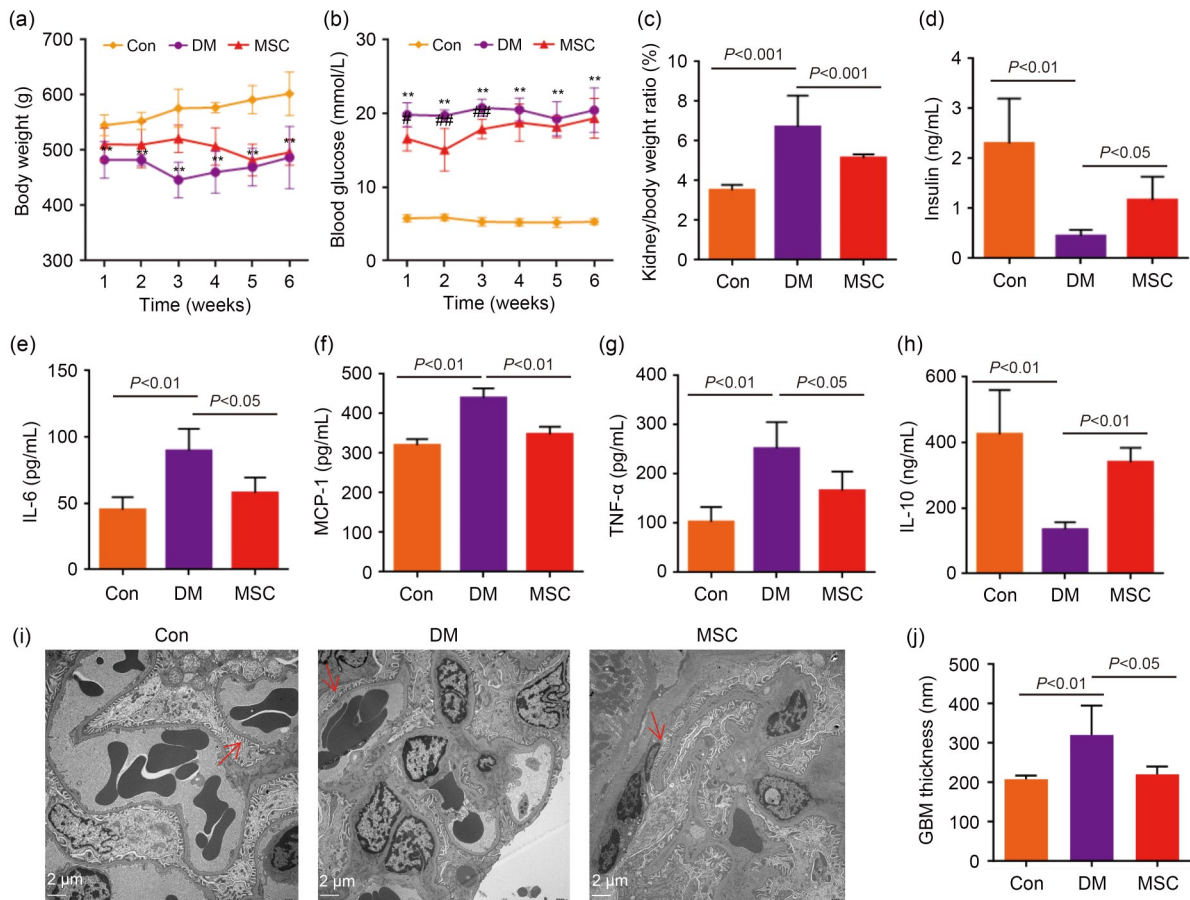 (a)
Con DM MSC
Body weight (g)
700
600
500
400
300
** ** ** ** ** **
1 2 3 4 5 6
Time (weeks)
(b)
Con DM MSC
Blood glucose (mmol/L)
30
20
10
0
** ** ** ** ** **
# ## ##
1 2 3 4 5 6
Time (weeks)
(c)
Kidney/body weight ratio (%)
10
8
6
4
2
0
P<0.001
P<0.001
Con DM MSC
(d)
Insulin (ng/mL)
4
3
2
1
0
P<0.01
P<0.05
Con DM MSC
(e)
IL-6 (pg/mL)
150
100
50
0
P<0.01
P<0.05
Con DM MSC
(f)
MCP-1 (pg/mL)
500
400
300
200
100
0
P<0.01 P<0.01
Con DM MSC
(g)
TNF-α (pg/mL)
400
300
200
100
0
P<0.01 P<0.05
Con DM MSC
(h)
IL-10 (ng/mL)
600
400
200
0
P<0.01
P<0.01
Con DM MSC
(i)
Con DM MSC
2 μm 2 μm 2 μm
(j)
GBM thickness (nm)
500
400
300
200
100
0
P<0.01
P<0.05
Con DM MSC